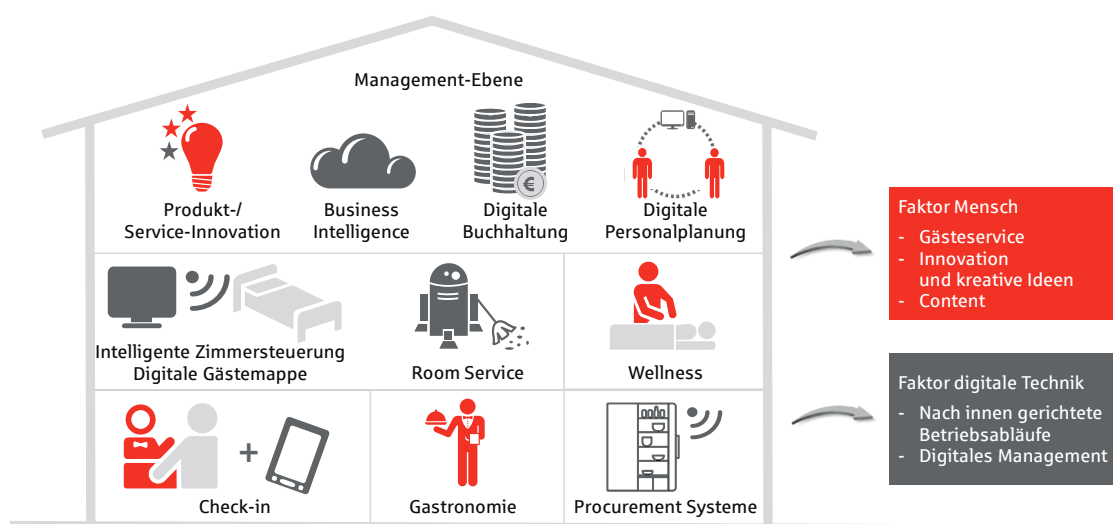 Management-Ebene
Produkt-/
Service-Innovation
Business
Intelligence
€
Digitale
Buchhaltung
Digitale
Personalplanung
Intelligente Zimmersteuerung
Digitale Gästemappe
Room Service
Wellness
+
Check-in
Gastronomie
Procurement Systeme
Faktor Mensch
- Gästeservice
- Innovation
und kreative Ideen
- Content
Faktor digitale Technik
- Nach innen gerichtete
Betriebsabläufe
- Digitales Management